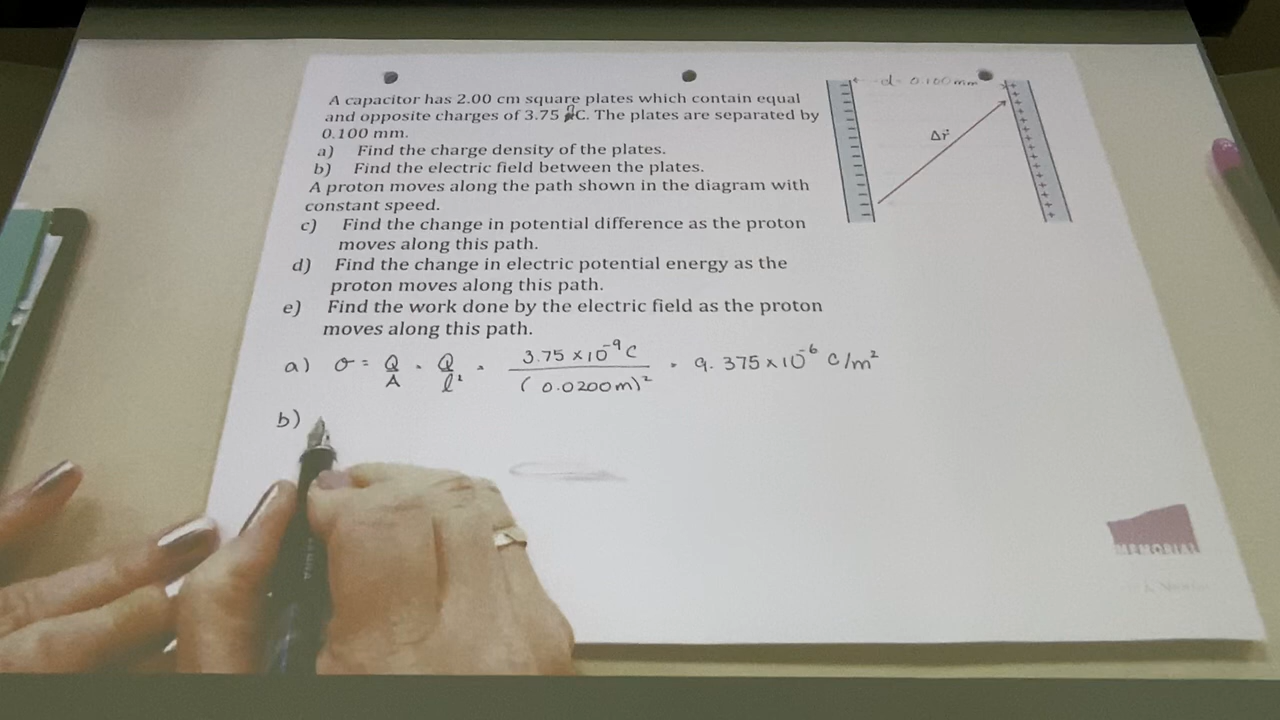 d= 0.100mm
A capacitor has 2.00 cm square plates which contain equal
and opposite charges of 3.75 nC. The plates are separated by
0.100 mm.
a) Find the charge density of the plates.
b) Find the electric field between the plates.
A proton moves along the path shown in the diagram with
constant speed.
c) Find the change in potential difference as the proton
moves along this path.
d) Find the change in electric potential energy as the
proton moves along this path.
e) Find the work done by the electric field as the proton
moves along this path.
Δr⃗
a) σ = Q/A = Q/l² = 3.75 × 10⁻⁹ C / (0.0200m)² = 9.375 × 10⁻⁶ C/m²
b)
MEMORIAL